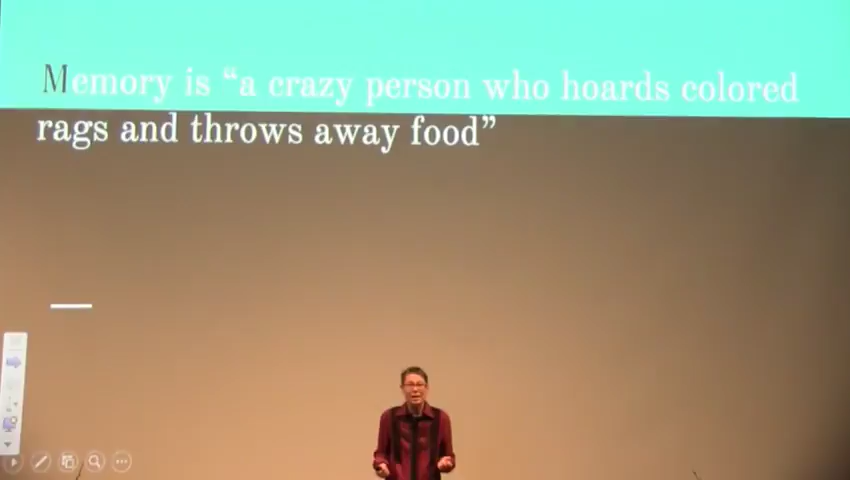 Memory is “a crazy person who hoards colored
rags and throws away food”